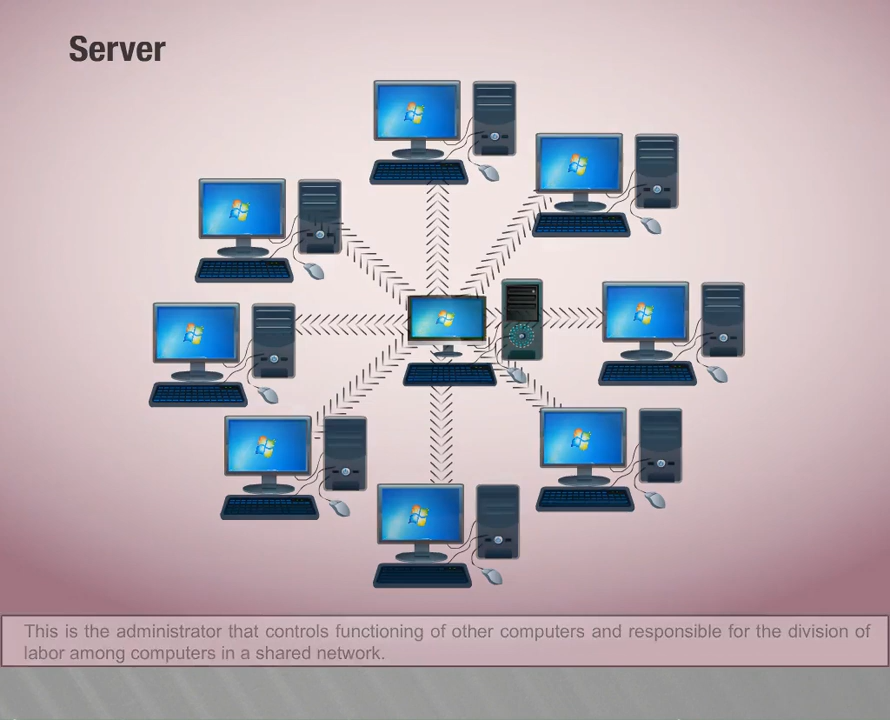 Server
This is the administrator that controls functioning of other computers and responsible for the division of
labor among computers in a shared network.